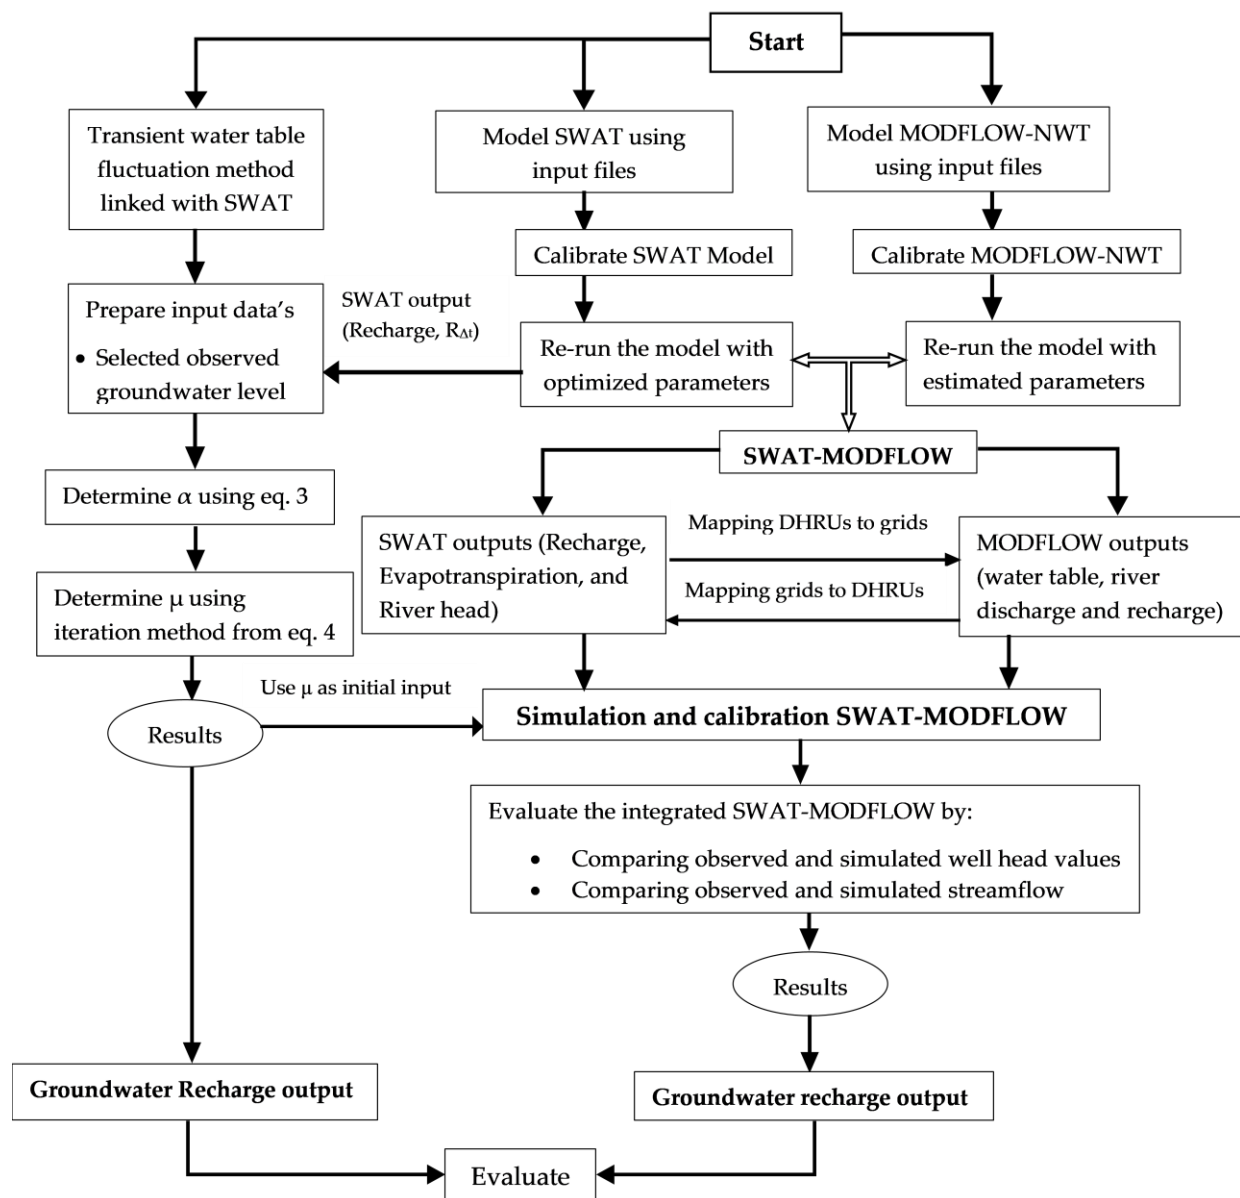 Start
Transient water table
fluctuation method
linked with SWAT
Model SWAT using
input files
Model MODFLOW-NWT
using input files
Calibrate SWAT Model
Calibrate MODFLOW-NWT
Prepare input data's
• Selected observed
groundwater level
SWAT output
(Recharge, RΔt)
Re-run the model with
optimized parameters
Re-run the model with
estimated parameters
SWAT-MODFLOW
Determine α using eq. 3
SWAT outputs (Recharge,
Evapotranspiration, and
River head)
Mapping DHRUs to grids
Mapping grids to DHRUs
MODFLOW outputs
(water table, river
discharge and recharge)
Determine μ using
iteration method from eq. 4
Use μ as initial input
Results
Simulation and calibration SWAT-MODFLOW
Evaluate the integrated SWAT-MODFLOW by:
• Comparing observed and simulated well head values
• Comparing observed and simulated streamflow
Results
Groundwater Recharge output
Groundwater recharge output
Evaluate